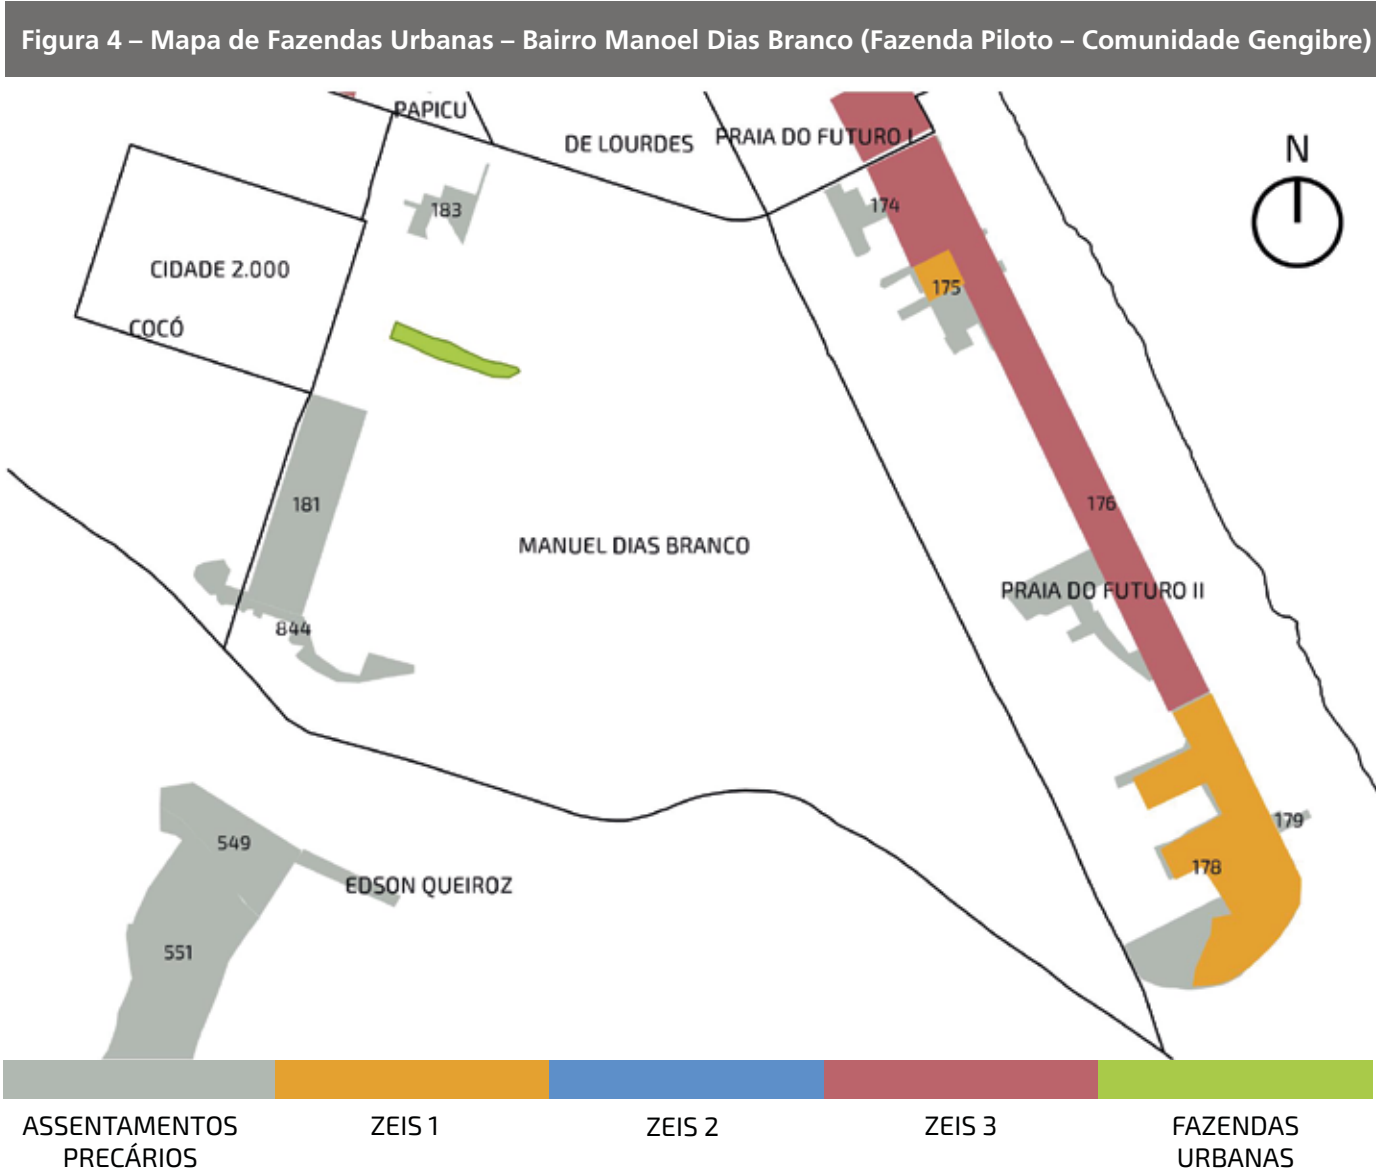 Figura 4 – Mapa de Fazendas Urbanas – Bairro Manoel Dias Branco (Fazenda Piloto – Comunidade Gengibre)
PAPICU
DE LOURDES
PRAIA DO FUTURO I
N
183
174
CIDADE 2.000
175
COCÓ
181
176
MANUEL DIAS BRANCO
PRAIA DO FUTURO II
844
179
549
178
EDSON QUEIROZ
551
ASSENTAMENTOS
PRECÁRIOS
ZEIS 1
ZEIS 2
ZEIS 3
FAZENDAS
URBANAS